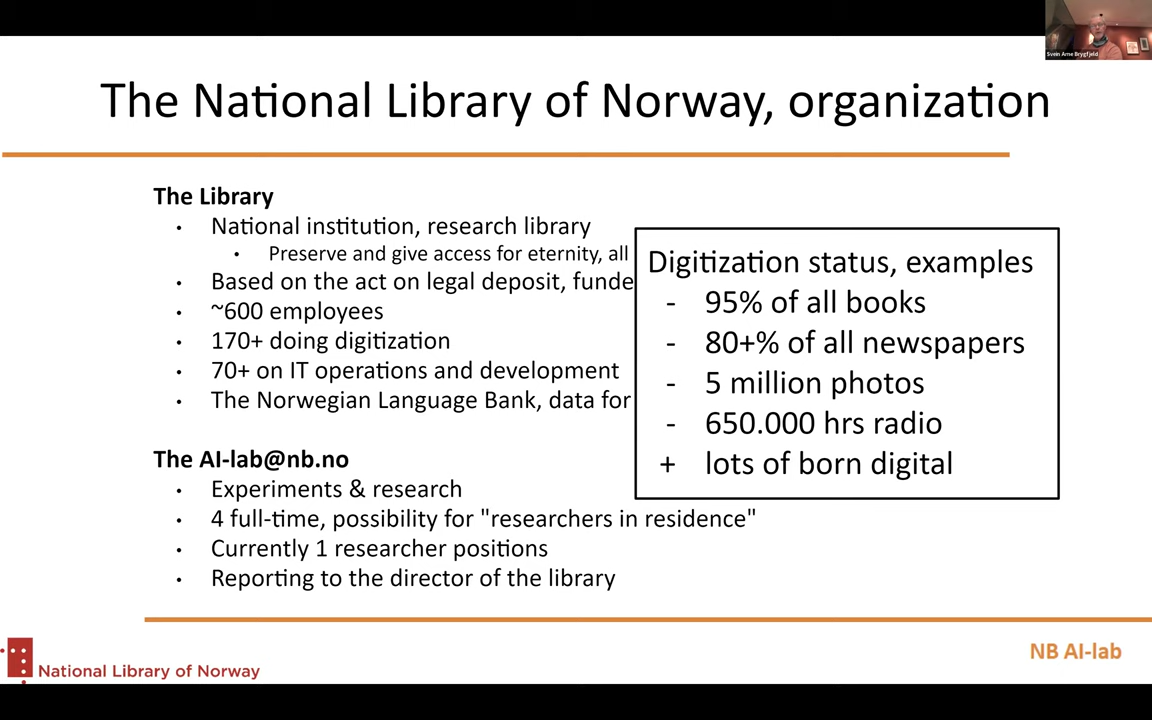 Svein Arne Brygfjeld
The National Library of Norway, organization
The Library
• National institution, research library
• Preserve and give access for eternity, all
• Based on the act on legal deposit, funde
• ~600 employees
• 170+ doing digitization
• 70+ on IT operations and development
• The Norwegian Language Bank, data for
Digitization status, examples
- 95% of all books
- 80+% of all newspapers
- 5 million photos
- 650.000 hrs radio
+ lots of born digital
The AI-lab@nb.no
• Experiments & research
• 4 full-time, possibility for "researchers in residence"
• Currently 1 researcher positions
• Reporting to the director of the library
National Library of Norway
NB AI-lab